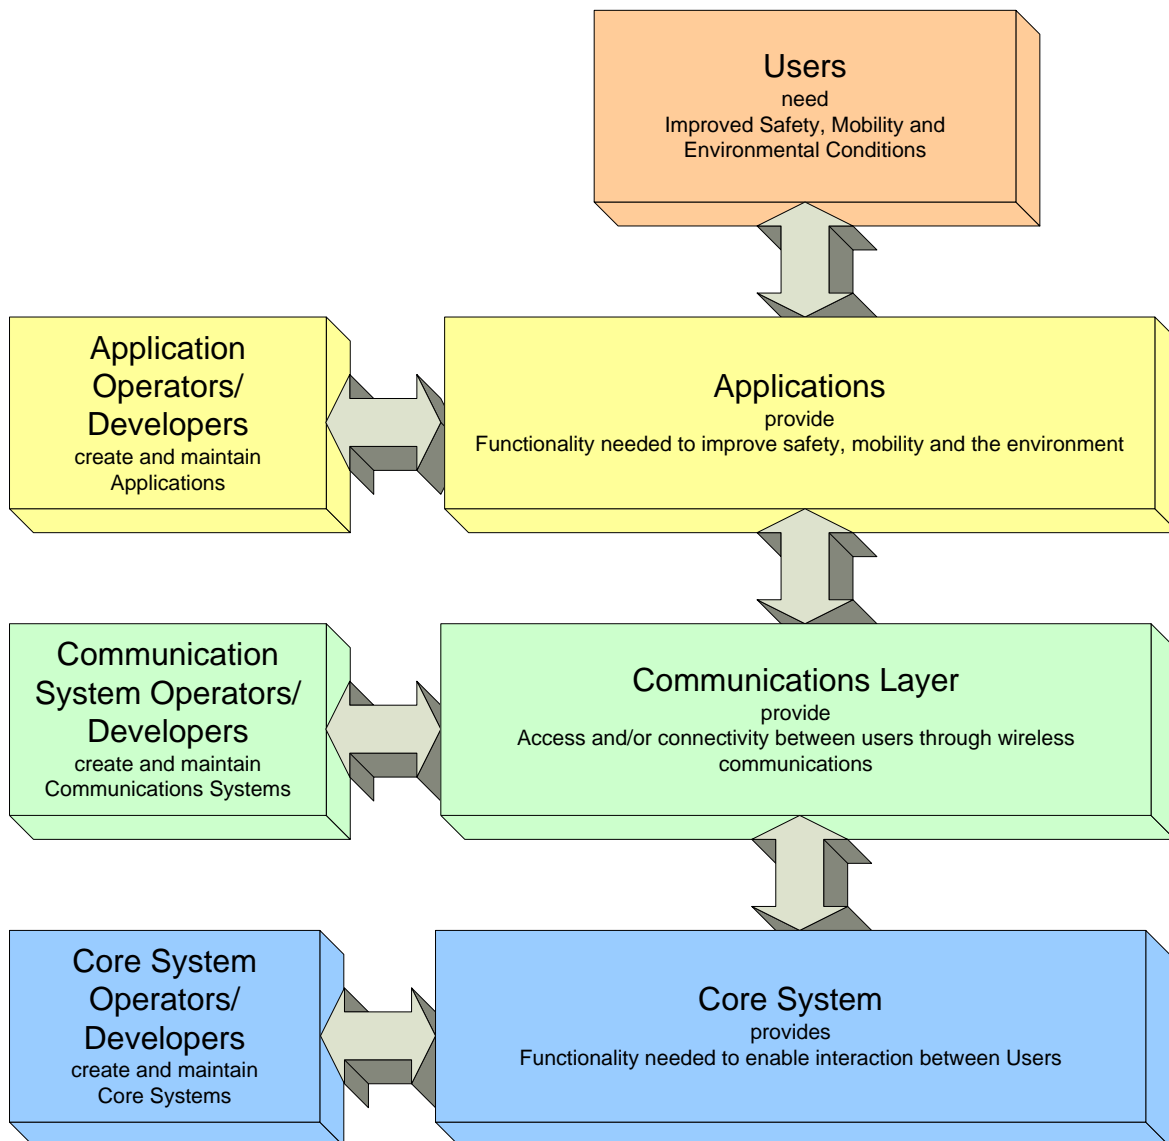 Users
need
Improved Safety, Mobility and
Environmental Conditions
Application
Operators/
Developers
create and maintain
Applications
Applications
provide
Functionality needed to improve safety, mobility and the environment
Communication
System Operators/
Developers
create and maintain
Communications Systems
Communications Layer
provide
Access and/or connectivity between users through wireless
communications
Core System
Operators/
Developers
create and maintain
Core Systems
Core System
provides
Functionality needed to enable interaction between Users